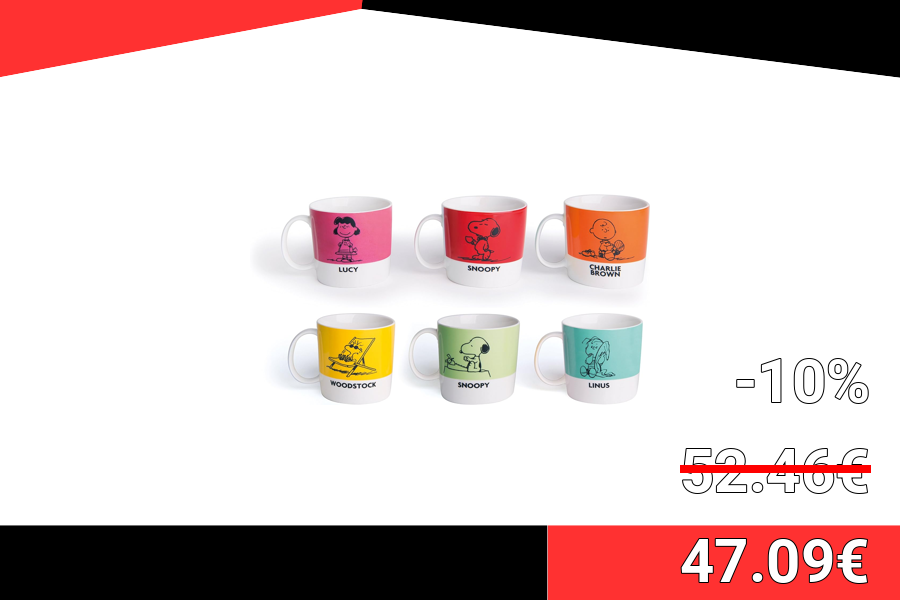 LUCY
SNOOPY
CHARLIE
BROWN
WOODSTOCK
SNOOPY
LINUS
-10%
52.46€
47.09€